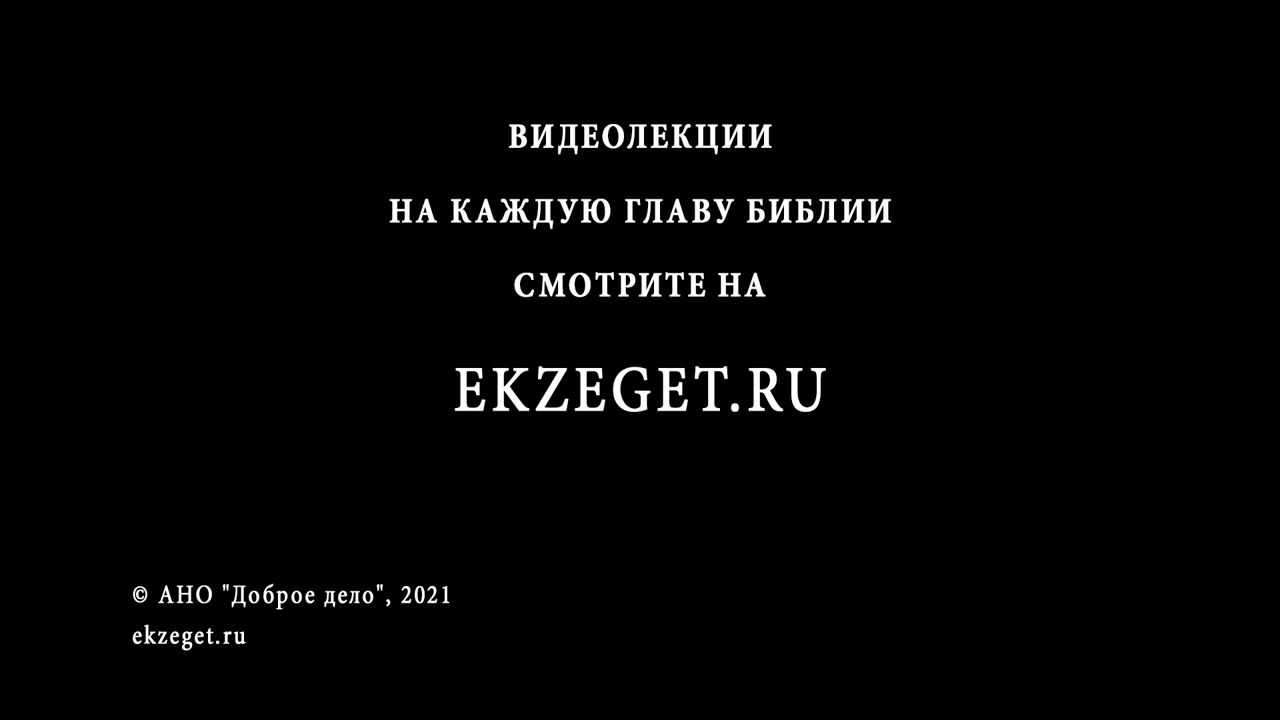 ВИДЕОЛЕКЦИИ
НА КАЖДУЮ ГЛАВУ БИБЛИИ
СМОТРИТЕ НА
EKZEGET.RU
© АНО "Доброе дело", 2021
ekzeget.ru